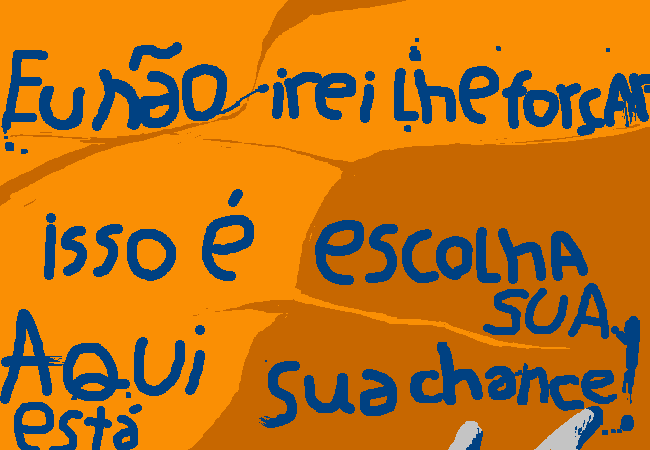 Eu não irei lhe forçAr
isso é escolhA
SUA,
AQUi sua chance!
está